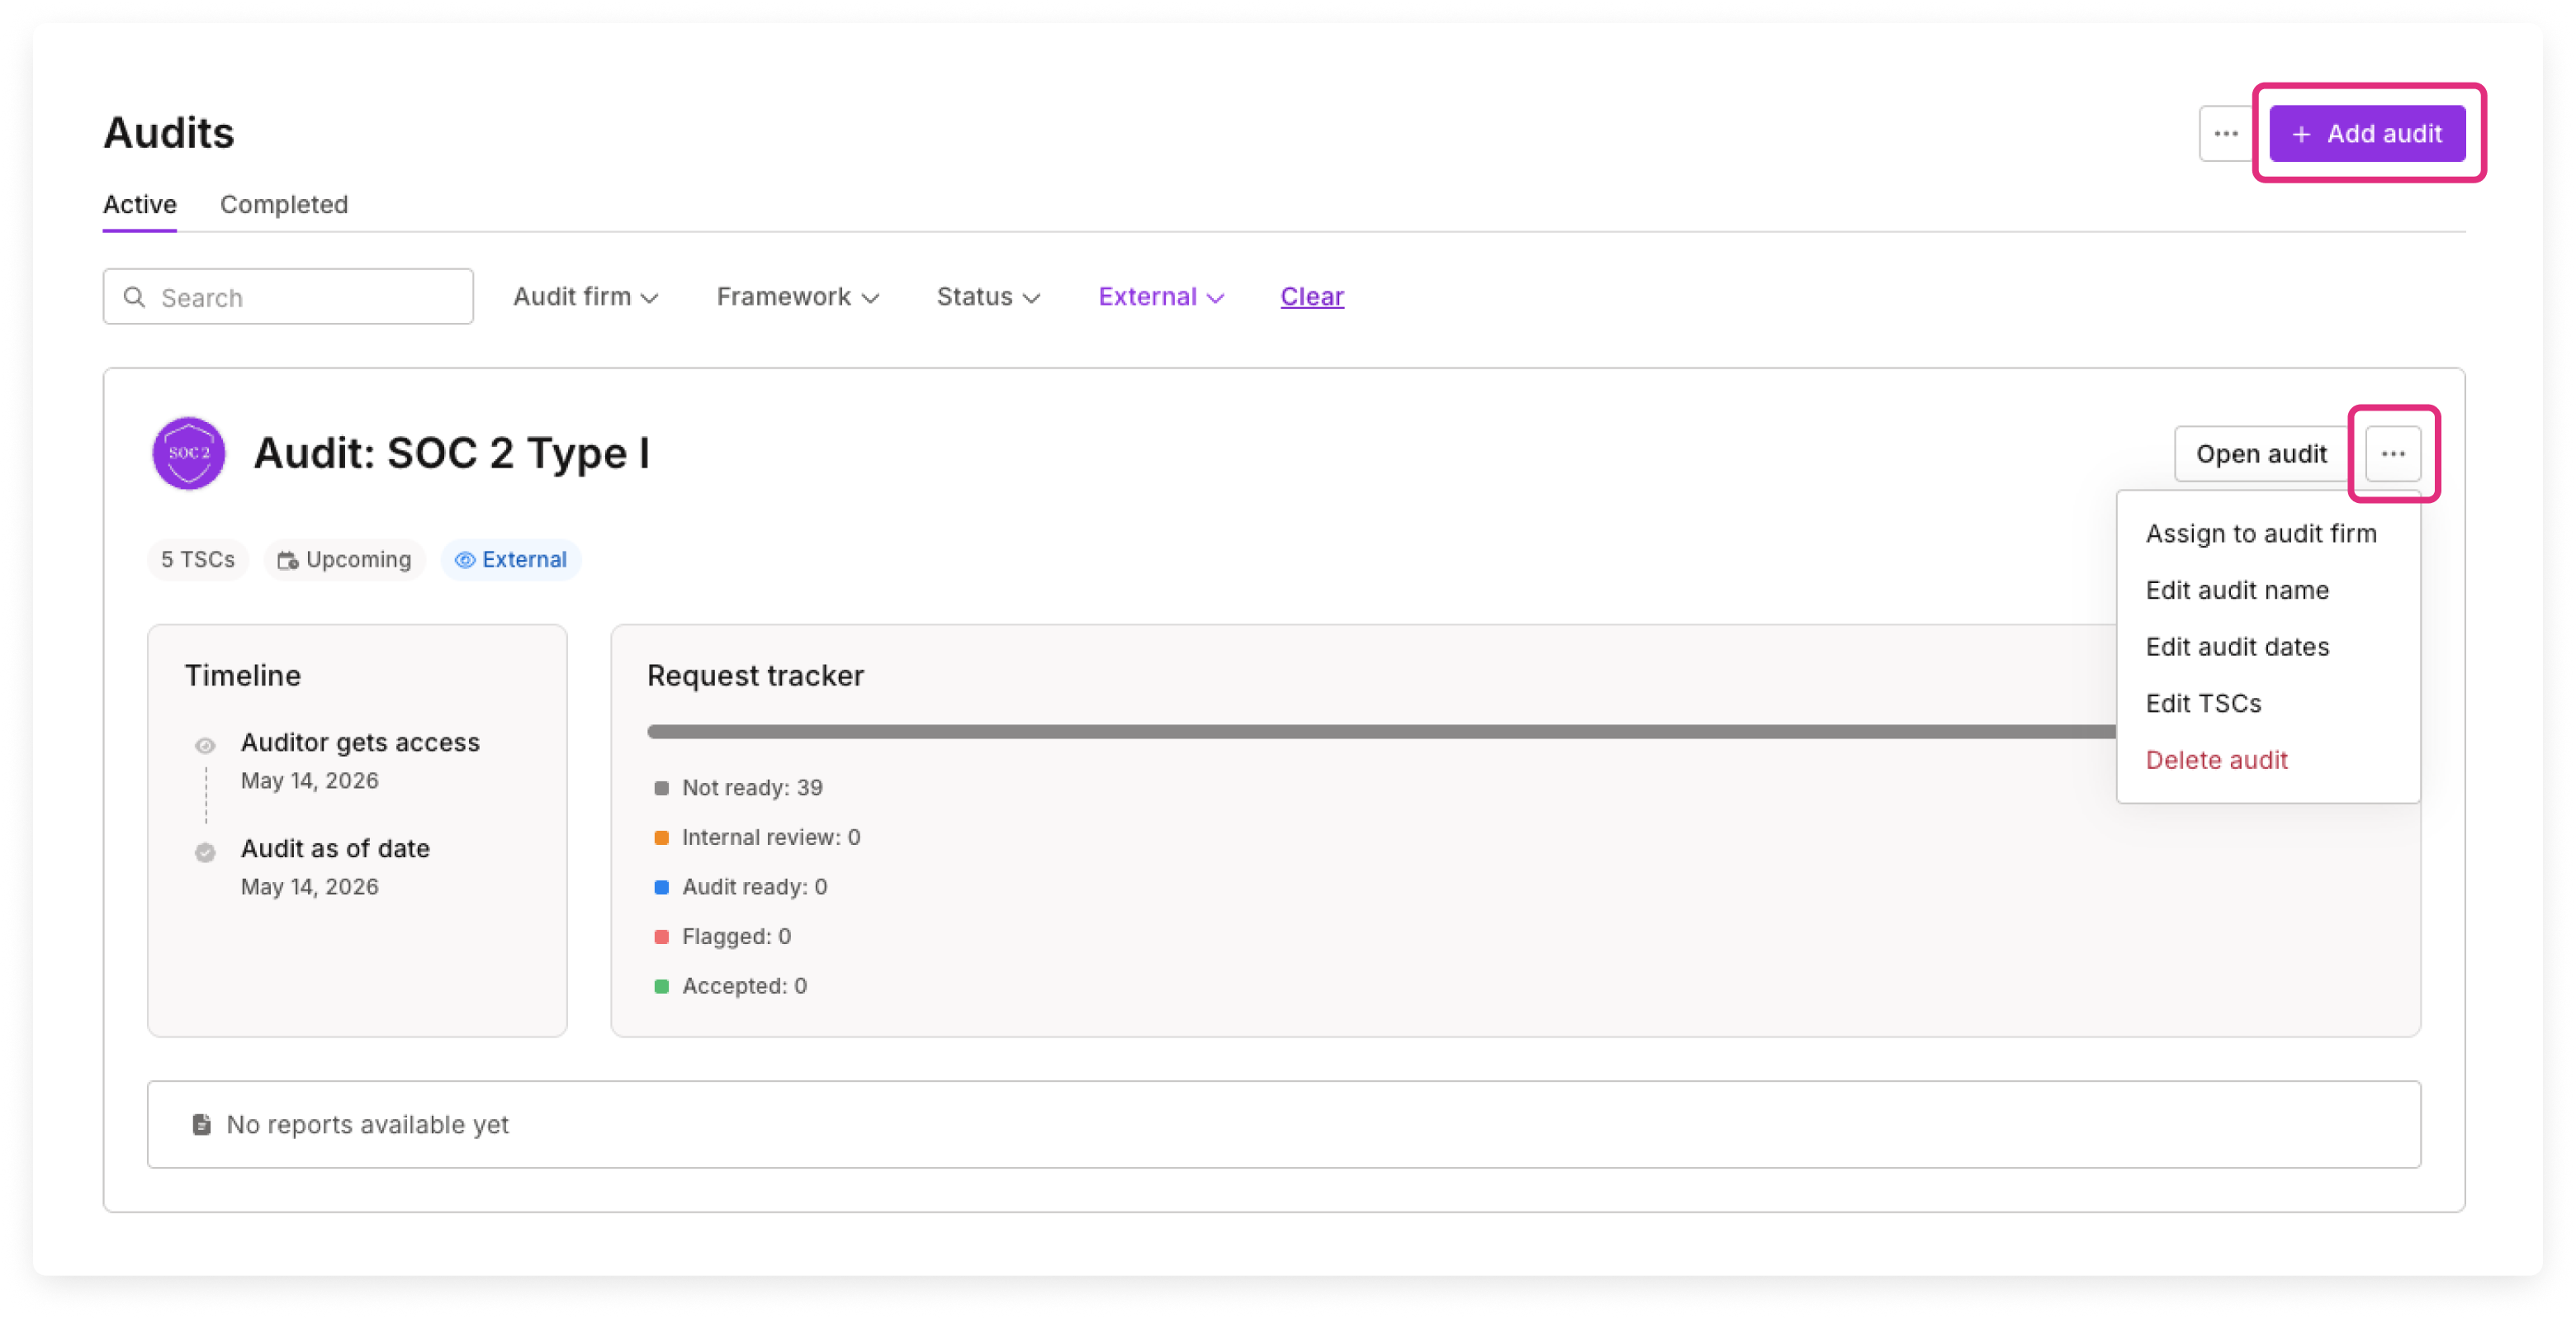 Audits
... + Add audit
Active Completed
Search Audit firm Framework Status External Clear
SOC 2
Audit: SOC 2 Type I
Open audit ...
5 TSCs Upcoming External
Assign to audit firm
Edit audit name
Edit audit dates
Edit TSCs
Delete audit
Timeline
Auditor gets access
May 14, 2026
Audit as of date
May 14, 2026
Request tracker
Not ready: 39
Internal review: 0
Audit ready: 0
Flagged: 0
Accepted: 0
No reports available yet